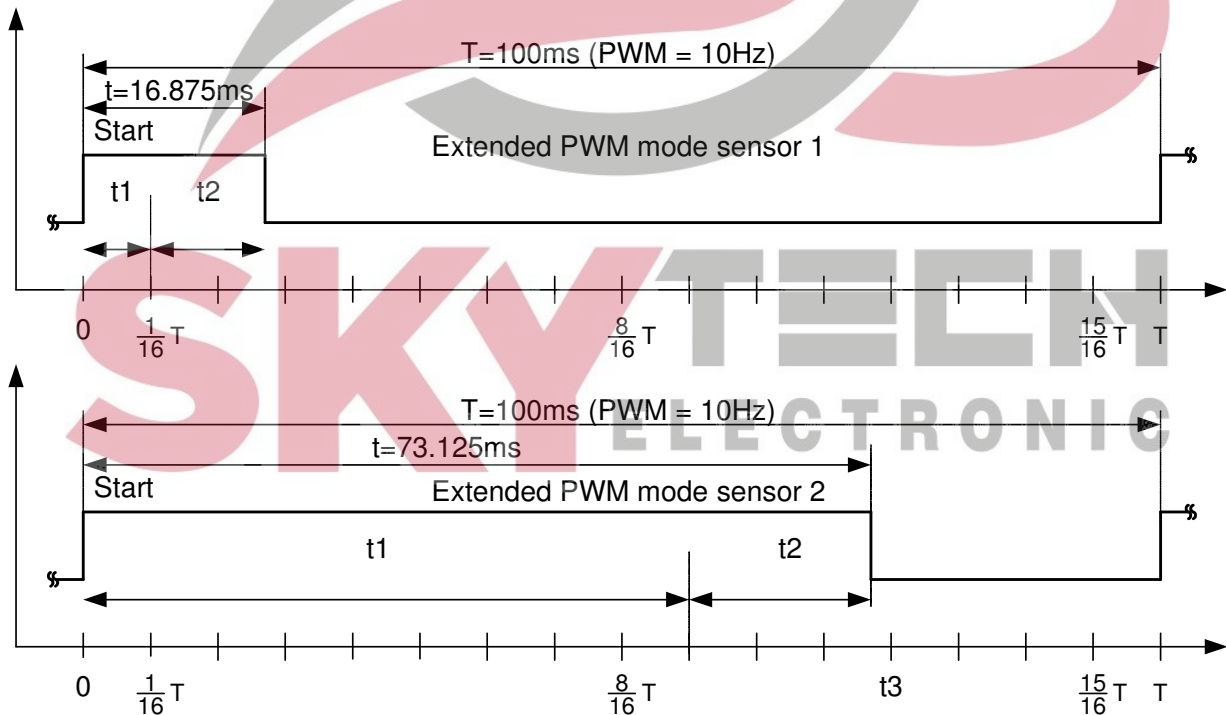 T=100ms (PWM = 10Hz)
t=16.875ms
Start
Extended PWM mode sensor 1
t1 t2
0 1/16 T 8/16 T 15/16 T T
SKYTECH
ELECTRONIC
T=100ms (PWM = 10Hz)
t=73.125ms
Start
Extended PWM mode sensor 2
t1 t2
0 1/16 T 8/16 T t3 15/16 T T